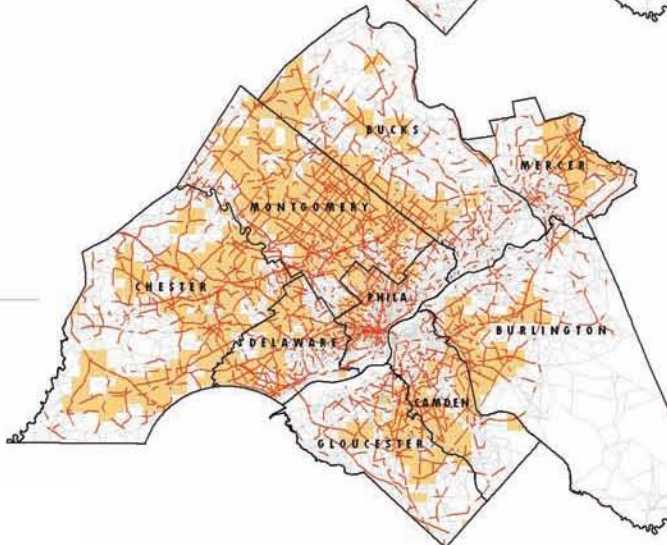 BUCKS
MERCER
MONTGOMERY
CHESTER
PHILA
DELAWARE
BURLINGTON
CAMDEN
GLOUCESTER